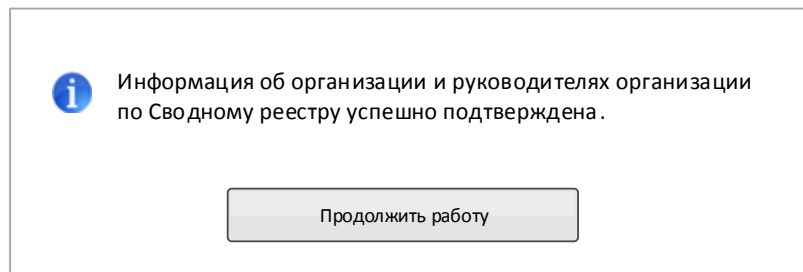 Информация об организации и руководителях организации
по Сводному реестру успешно подтверждена.
Продолжить работу